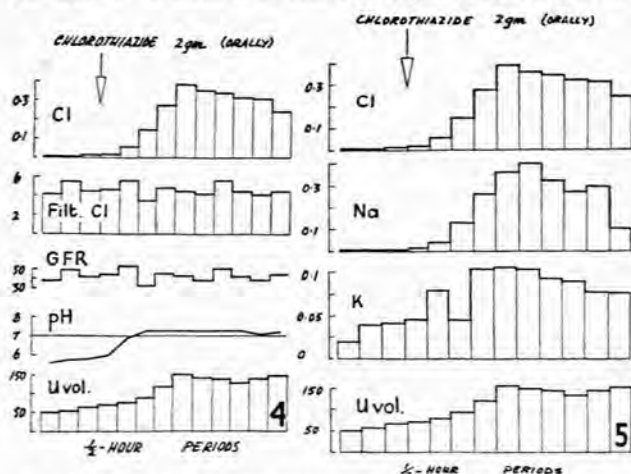 CHLOROTHIAZIDE 2gm (ORALLY)
0·3
0·1
Cl
6
2
Filt. Cl
50
30
GFR
8
7
6
pH
150
50
U vol.
4
½-HOUR PERIODS
CHLOROTHIAZIDE 2gm (ORALLY)
0·3
0·1
Cl
0·3
0·1
Na
0·1
0·05
0
K
150
50
U vol.
5
½-HOUR PERIODS